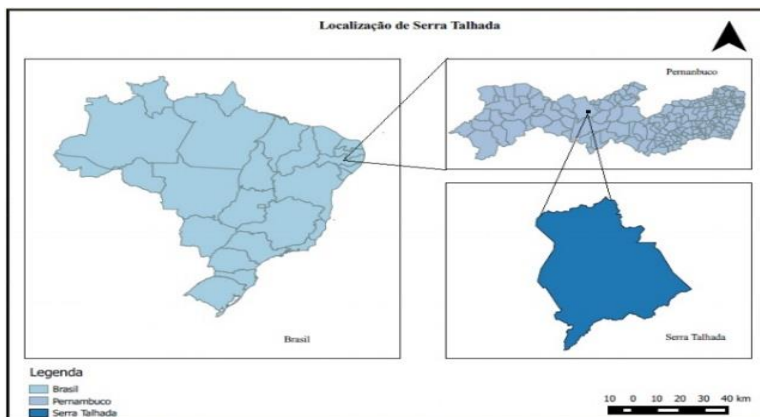 Localização de Serra Talhada
Pernanbuco
Brasil
Serra Talhada
Legenda
Brasil
Pernambuco
Serra Talhada
10 0 10 20 30 40 km